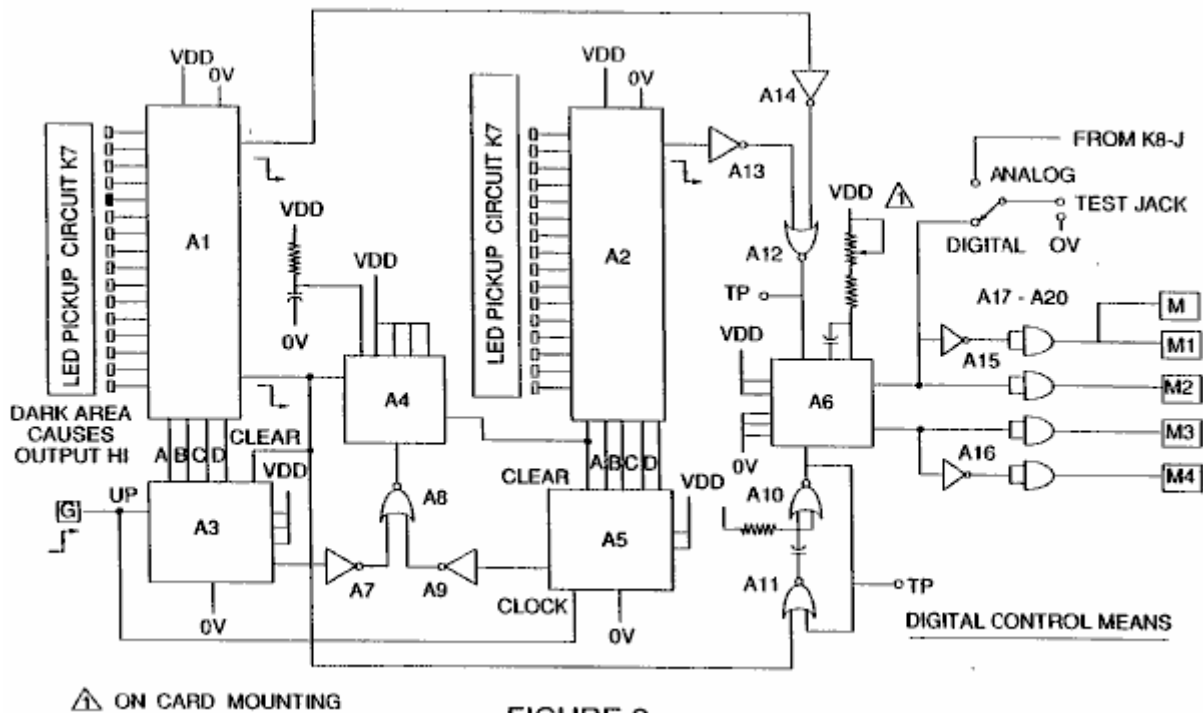 VDD
0V
LED PICKUP CIRCUIT K7
A1
DARK AREA
CAUSES
OUTPUT HI
A B C D
CLEAR
VDD
G
UP
A3
0V
A7
VDD
0V
VDD
A4
A8
A9
VDD
0V
LED PICKUP CIRCUIT K7
A2
A B C D
CLEAR
VDD
A5
CLOCK
0V
A14
A13
A12
TP
VDD
1
VDD
A6
0V
A10
A11
TP
FROM K8-J
ANALOG
TEST JACK
DIGITAL
0V
A17 - A20
A15
A16
M
M1
M2
M3
M4
DIGITAL CONTROL MEANS
1 ON CARD MOUNTING